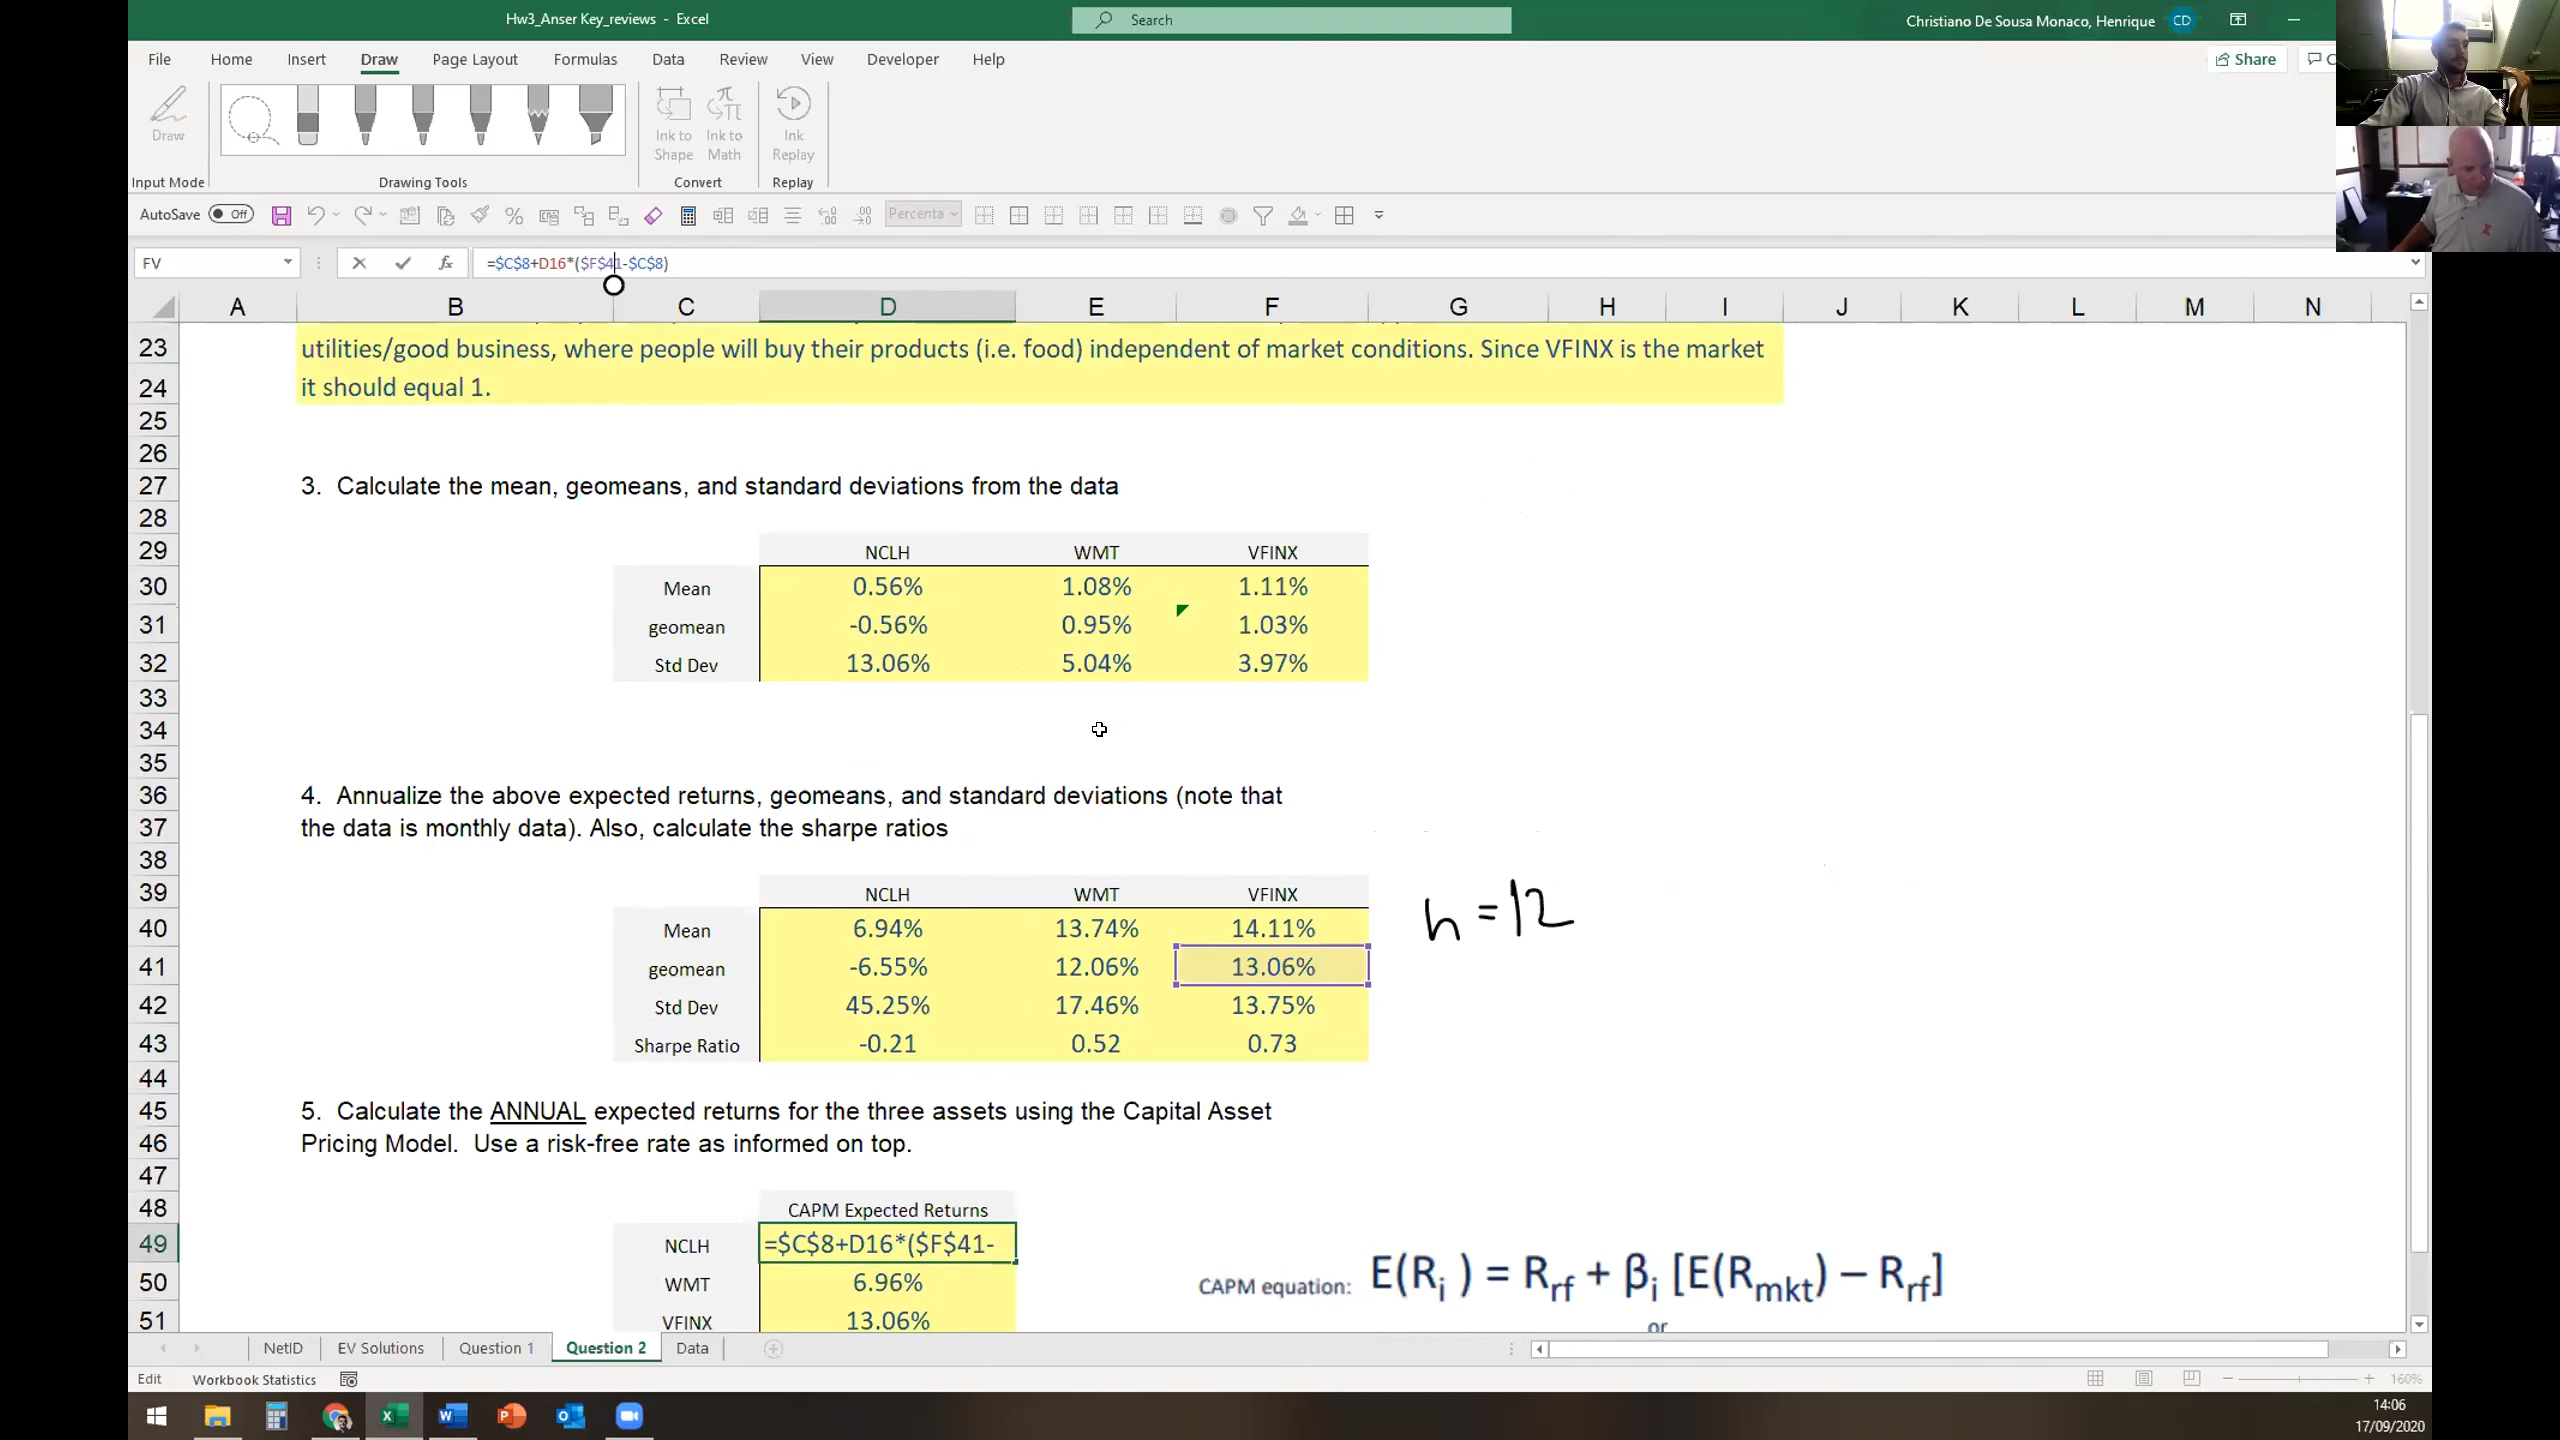 Hw3_Anser Key_reviews - Excel
Search
Christiano De Sousa Monaco, Henrique CD
File Home Insert Draw Page Layout Formulas Data Review View Developer Help
Share
Draw
Ink to Shape
Ink to Math
Ink Replay
Input Mode Drawing Tools Convert Replay
AutoSave Off Percenta
FV =$C$8+D16*($F$41-$C$8)
A B C D E F G H I J K L M N
23 utilities/good business, where people will buy their products (i.e. food) independent of market conditions. Since VFINX is the market
24 it should equal 1.
25
26
27 3. Calculate the mean, geomeans, and standard deviations from the data
28
29 NCLH WMT VFINX
30 Mean 0.56% 1.08% 1.11%
31 geomean -0.56% 0.95% 1.03%
32 Std Dev 13.06% 5.04% 3.97%
33
34
35
36 4. Annualize the above expected returns, geomeans, and standard deviations (note that
37 the data is monthly data). Also, calculate the sharpe ratios
38
39 NCLH WMT VFINX
40 Mean 6.94% 13.74% 14.11%
n = 12
41 geomean -6.55% 12.06% 13.06%
42 Std Dev 45.25% 17.46% 13.75%
43 Sharpe Ratio -0.21 0.52 0.73
44
45 5. Calculate the ANNUAL expected returns for the three assets using the Capital Asset
46 Pricing Model. Use a risk-free rate as informed on top.
47
48 CAPM Expected Returns
49 NCLH =$C$8+D16*($F$41-
CAPM equation: E(Ri ) = Rrf + βi [E(Rmkt) – Rrf]
50 WMT 6.96%
51 VFINX 13.06%
or
NetID EV Solutions Question 1 Question 2 Data
Edit Workbook Statistics 160%
14:06
17/09/2020